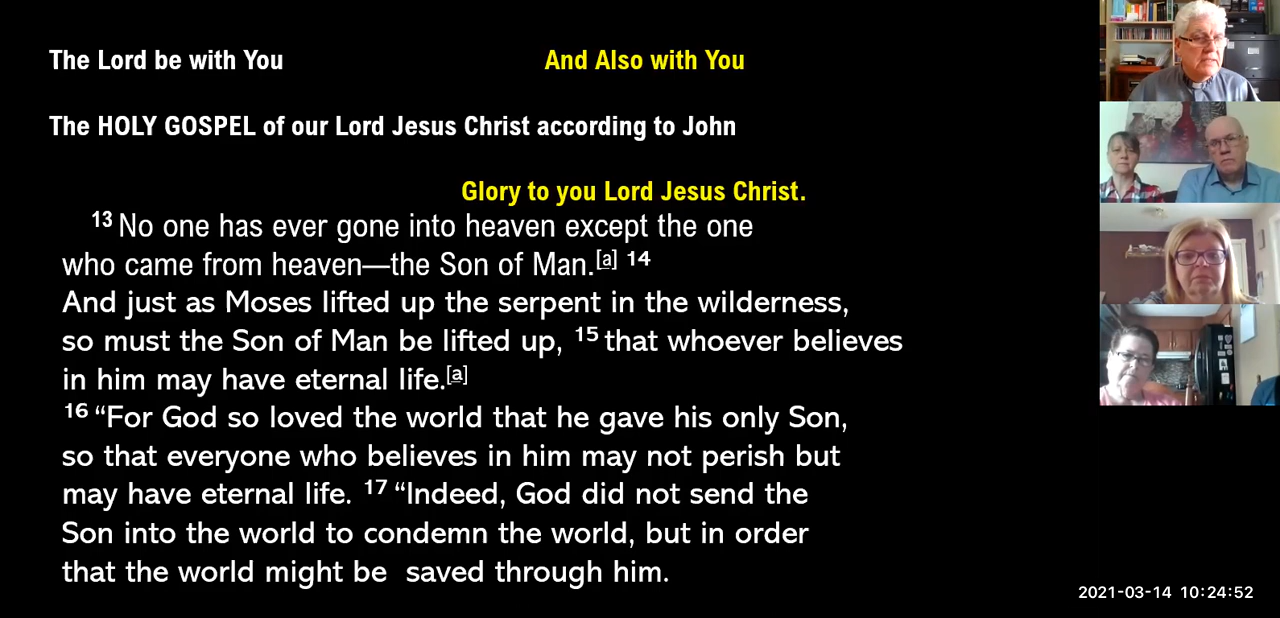 The Lord be with You And Also with You
The HOLY GOSPEL of our Lord Jesus Christ according to John
Glory to you Lord Jesus Christ.
13 No one has ever gone into heaven except the one
who came from heaven—the Son of Man.[a] 14
And just as Moses lifted up the serpent in the wilderness,
so must the Son of Man be lifted up, 15 that whoever believes
in him may have eternal life.[a]
16 “For God so loved the world that he gave his only Son,
so that everyone who believes in him may not perish but
may have eternal life. 17 “Indeed, God did not send the
Son into the world to condemn the world, but in order
that the world might be  saved through him.
2021-03-14 10:24:52